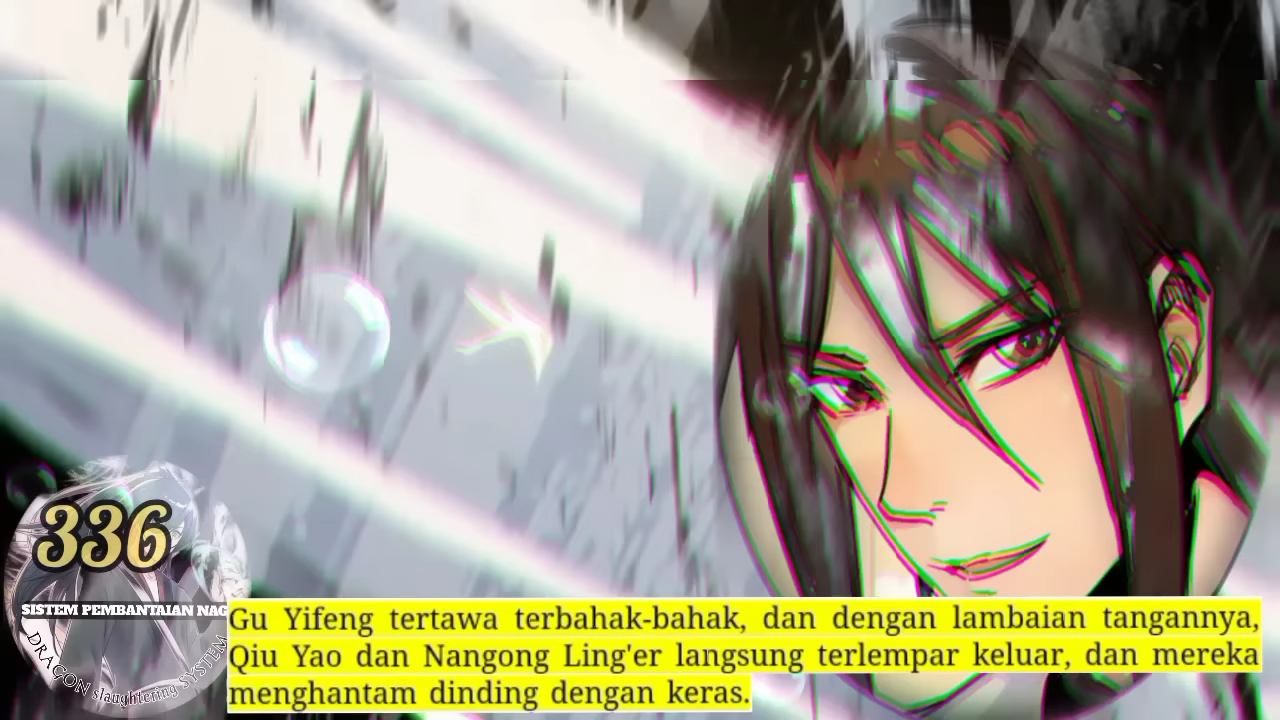 336
SISTEM PEMBANTAIAN NAG
DRAGON slaughtering SYSTEM
Gu Yifeng tertawa terbahak-bahak, dan dengan lambaian tangannya,
Qiu Yao dan Nangong Ling'er langsung terlempar keluar, dan mereka
menghantam dinding dengan keras.